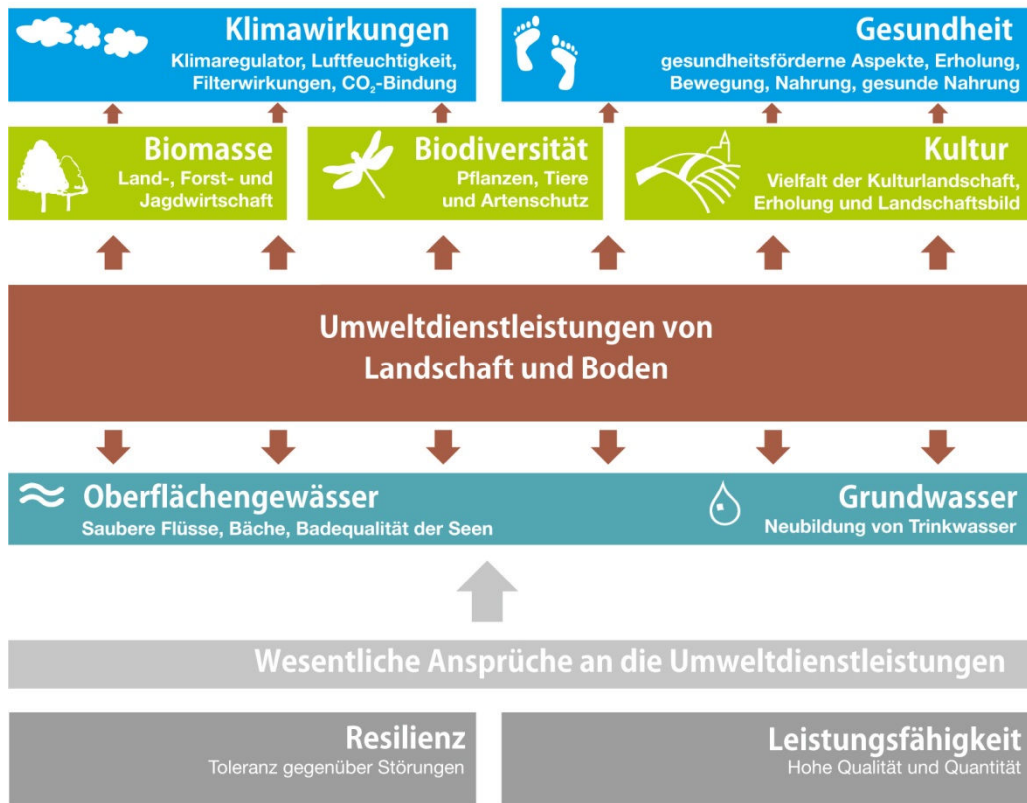 Klimawirkungen
Klimaregulator, Luftfeuchtigkeit,
Filterwirkungen, CO₂-Bindung
Gesundheit
gesundheitsförderne Aspekte, Erholung,
Bewegung, Nahrung, gesunde Nahrung
Biomasse
Land-, Forst- und
Jagdwirtschaft
Biodiversität
Pflanzen, Tiere
und Artenschutz
Kultur
Vielfalt der Kulturlandschaft,
Erholung und Landschaftsbild
Umweltdienstleistungen von
Landschaft und Boden
Oberflächengewässer
Saubere Flüsse, Bäche, Badequalität der Seen
Grundwasser
Neubildung von Trinkwasser
Wesentliche Ansprüche an die Umweltdienstleistungen
Resilienz
Toleranz gegenüber Störungen
Leistungsfähigkeit
Hohe Qualität und Quantität